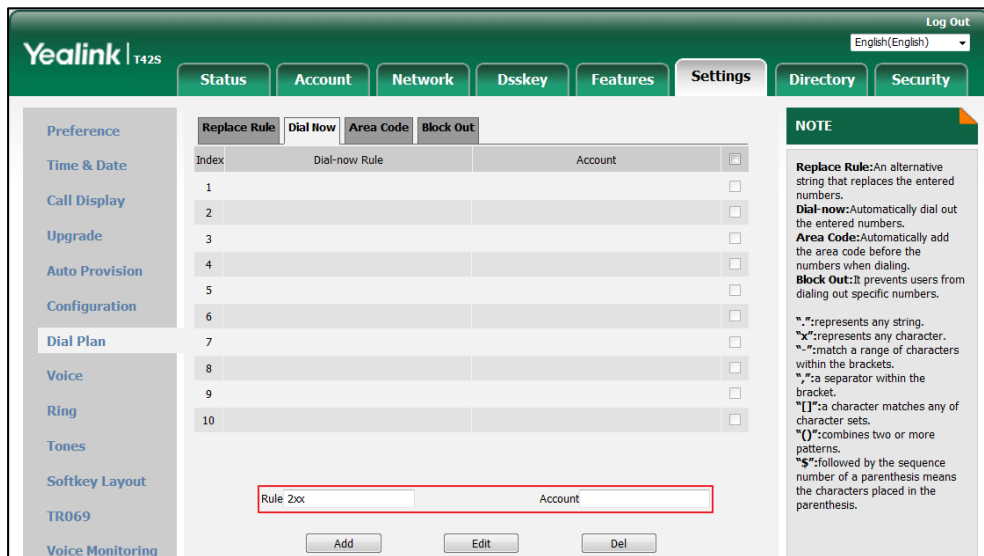 Log Out
Yealink | T42S
English(English)
Status Account Network Dsskey Features Settings Directory Security
Preference
Time & Date
Call Display
Upgrade
Auto Provision
Configuration
Dial Plan
Voice
Ring
Tones
Softkey Layout
TR069
Voice Monitoring
Replace Rule Dial Now Area Code Block Out
Index Dial-now Rule Account
1
2
3
4
5
6
7
8
9
10
Rule 2xx Account
Add Edit Del
NOTE
Replace Rule:An alternative
string that replaces the entered
numbers.
Dial-now:Automatically dial out
the entered numbers.
Area Code:Automatically add
the area code before the
numbers when dialing.
Block Out:It prevents users from
dialing out specific numbers.
".":represents any string.
"x":represents any character.
"-":match a range of characters
within the brackets.
",":a separator within the
bracket.
"[]":a character matches any of
character sets.
"()":combines two or more
patterns.
"$":followed by the sequence
number of a parenthesis means
the characters placed in the
parenthesis.